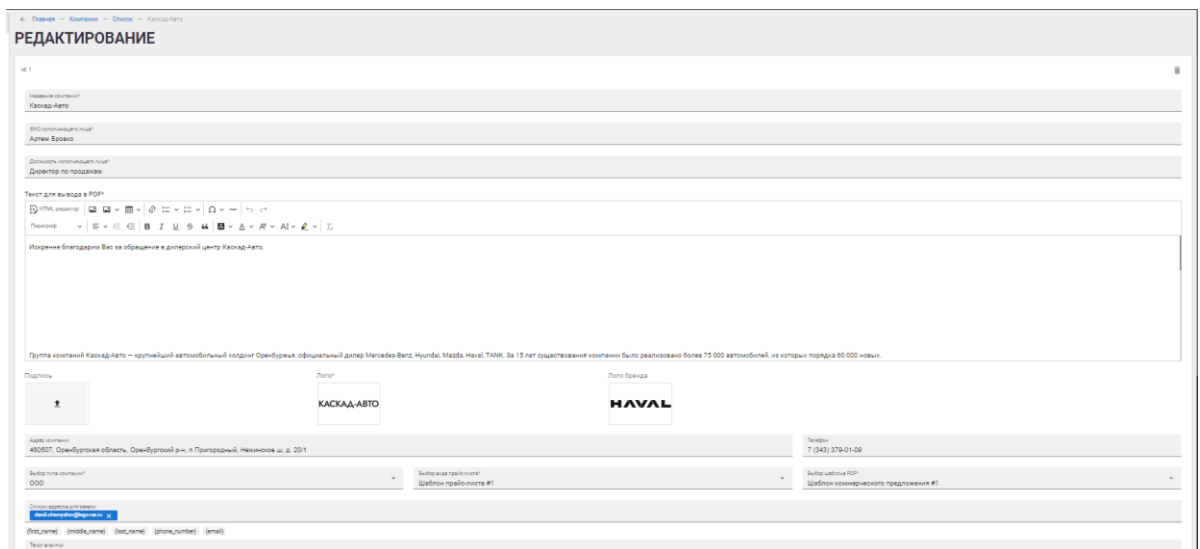 ← Главная — Компании — Список — Каскад-Авто
РЕДАКТИРОВАНИЕ
Id: 1
Название компании*
Каскад-Авто
ФИО исполняющего лица*
Артем Бровко
Должность исполняющего лица*
Директор по продажам
Текст для вывода в PDF*
HTML редактор
Параграф
Искренне благодарим Вас за обращение в дилерский центр Каскад-Авто.
Группа компаний Каскад-Авто — крупнейший автомобильный холдинг Оренбуржья, официальный дилер Mercedes-Benz, Hyundai, Mazda, Haval, TANK. За 15 лет существования компании было реализовано более 75 000 автомобилей, из которых порядка 60 000 новых.
Подпись Лого* Лого бренда
КАСКАД-АВТО HAVAL
Адрес компании Телефон
460507, Оренбургская область, Оренбургский р-н, п Пригородный, Нежинское ш, д. 20/1 7 (343) 379-01-09
Выбор типа компании* Выбор вида прайс-листа* Выбор шаблона PDF*
ООО Шаблон прайс-листа #1 Шаблон коммерческого предложения #1
Список адресов для заявок
{first_name} {middle_name} {last_name} {phone_number} {email}
Текст заявки